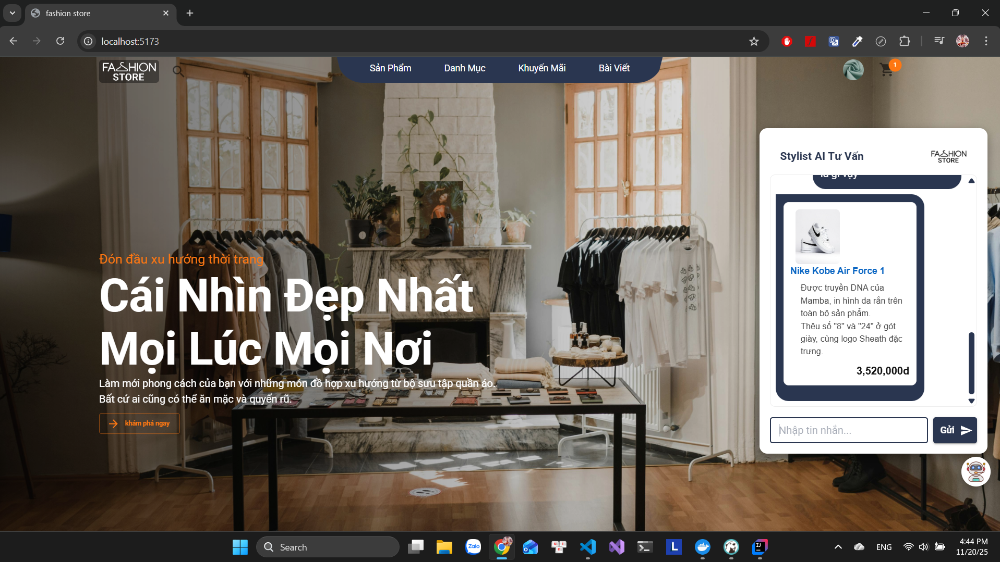 fashion store
localhost:5173
FASHION
STORE
Sản Phẩm
Danh Mục
Khuyến Mãi
Bài Viết
1
Đón đầu xu hướng thời trang
Cái Nhìn Đẹp Nhất
Mọi Lúc Mọi Nơi
Làm mới phong cách của bạn với những món đồ hợp xu hướng từ bộ sưu tập quần áo.
Bất cứ ai cũng có thể ăn mặc và quyến rũ.
khám phá ngay
Stylist AI Tư Vấn
FASHION
STORE
là gì vậy
Nike Kobe Air Force 1
Được truyền DNA của
Mamba, in hình da rắn trên
toàn bộ sản phẩm.
Thêu số "8" và "24" ở gót
giày, cùng logo Sheath đặc
trưng.
3,520,000đ
Nhập tin nhắn...
Gửi
Search
Zalo
L
IJ
ENG
4:44 PM
11/20/25